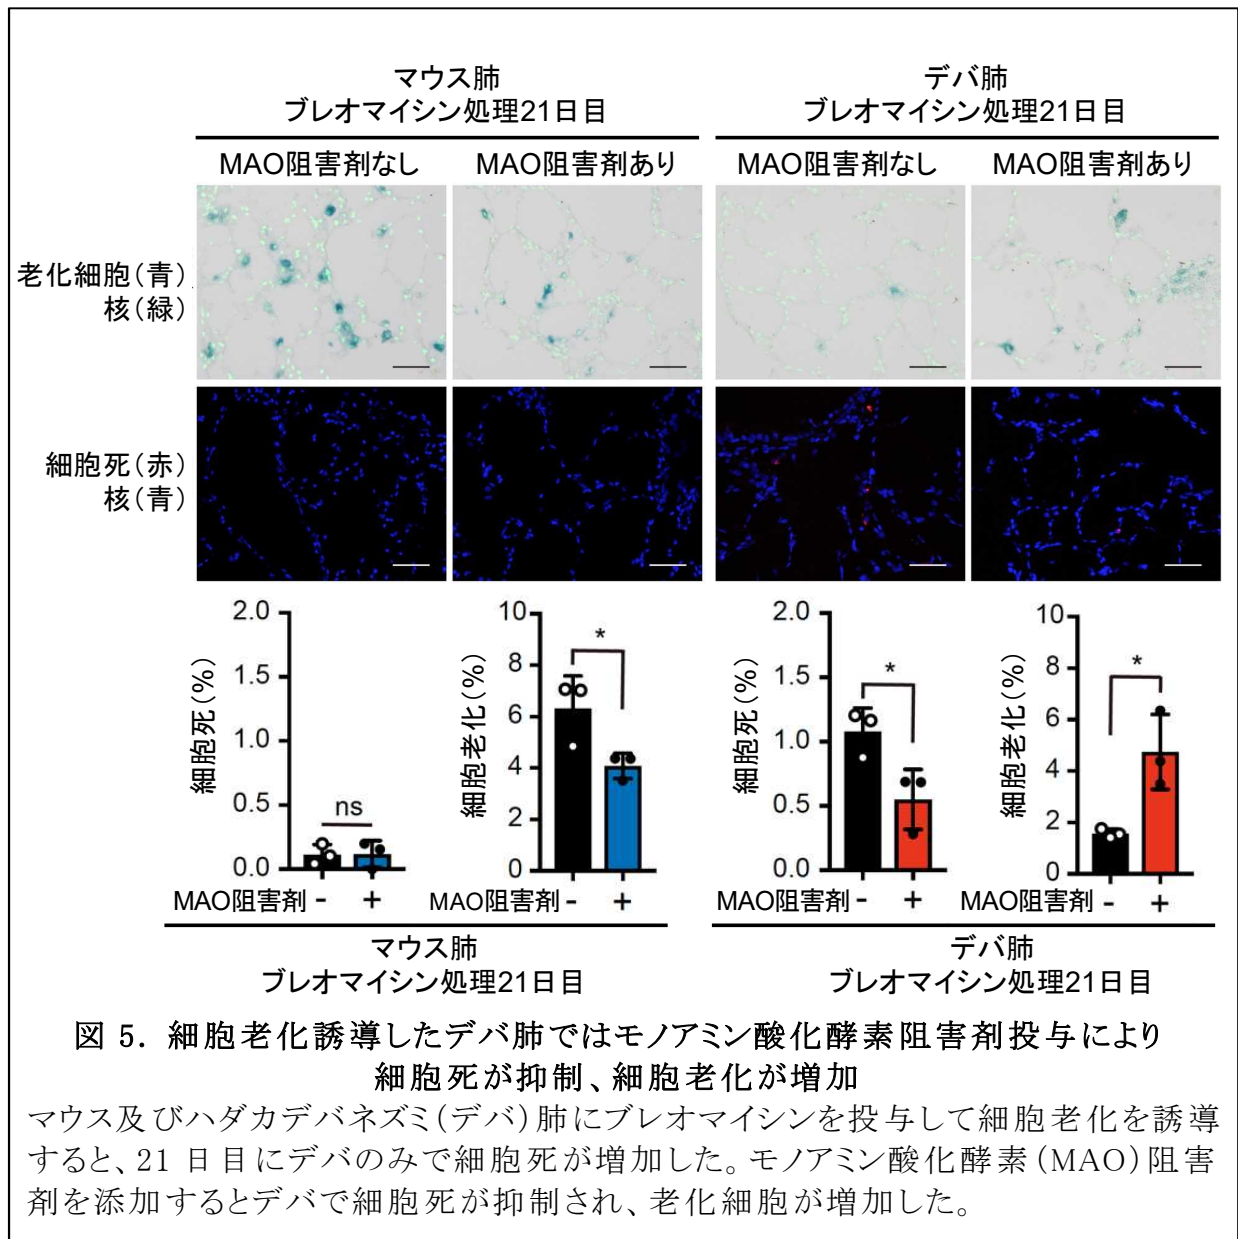 マウス肺
ブレオマイシン処理21日目
デバ肺
ブレオマイシン処理21日目
MAO阻害剤なし
MAO阻害剤あり
MAO阻害剤なし
MAO阻害剤あり
老化細胞(青)
核(緑)
細胞死(赤)
核(青)
細胞死(%)
2.0
1.5
1.0
0.5
0.0
ns
MAO阻害剤 - +
細胞老化(%)
10
8
6
4
2
0
*
MAO阻害剤 - +
細胞死(%)
2.0
1.5
1.0
0.5
0.0
*
MAO阻害剤 - +
細胞老化(%)
10
8
6
4
2
0
*
MAO阻害剤 - +
マウス肺
ブレオマイシン処理21日目
デバ肺
ブレオマイシン処理21日目
図 5. 細胞老化誘導したデバ肺ではモノアミン酸化酵素阻害剤投与により
細胞死が抑制、細胞老化が増加
マウス及びハダカデバネズミ(デバ)肺にブレオマイシンを投与して細胞老化を誘導
すると、21 日目にデバのみで細胞死が増加した。モノアミン酸化酵素(MAO)阻害
剤を添加するとデバで細胞死が抑制され、老化細胞が増加した。